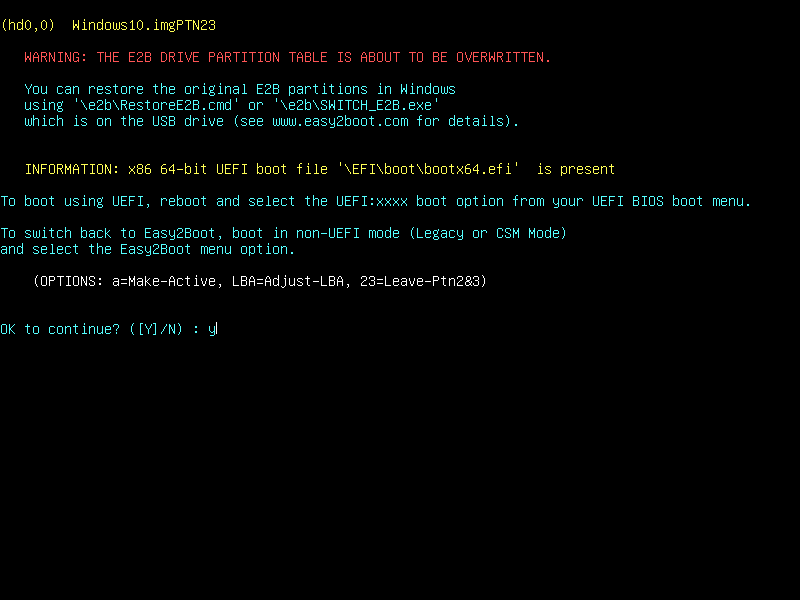 (hd0,0)  Windows10.imgPTN23
WARNING: THE E2B DRIVE PARTITION TABLE IS ABOUT TO BE OVERWRITTEN.
You can restore the original E2B partitions in Windows
using '\e2b\RestoreE2B.cmd' or '\e2b\SWITCH_E2B.exe'
which is on the USB drive (see www.easy2boot.com for details).
INFORMATION: x86 64-bit UEFI boot file '\EFI\boot\bootx64.efi'  is present
To boot using UEFI, reboot and select the UEFI:xxxx boot option from your UEFI BIOS boot menu.
To switch back to Easy2Boot, boot in non-UEFI mode (Legacy or CSM Mode)
and select the Easy2Boot menu option.
(OPTIONS: a=Make-Active, LBA=Adjust-LBA, 23=Leave-Ptn2&3)
OK to continue? ([Y]/N) : y